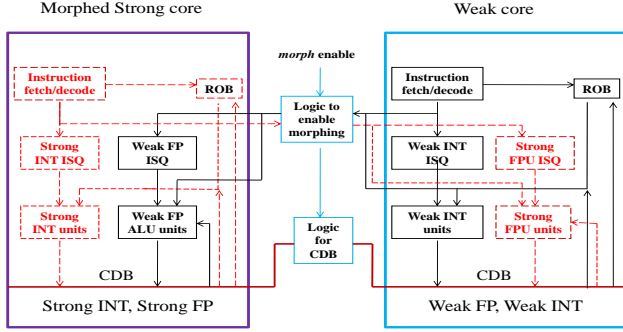 Morphed Strong core
Weak core
morph enable
Instruction
fetch/decode
ROB
Logic to
enable
morphing
Instruction
fetch/decode
ROB
Strong
INT ISQ
Weak FP
ISQ
Weak INT
ISQ
Strong
FPU ISQ
Strong
INT units
Weak FP
ALU units
Logic
for
CDB
Weak INT
units
Strong
FPU units
CDB
CDB
Strong INT, Strong FP
Weak FP, Weak INT